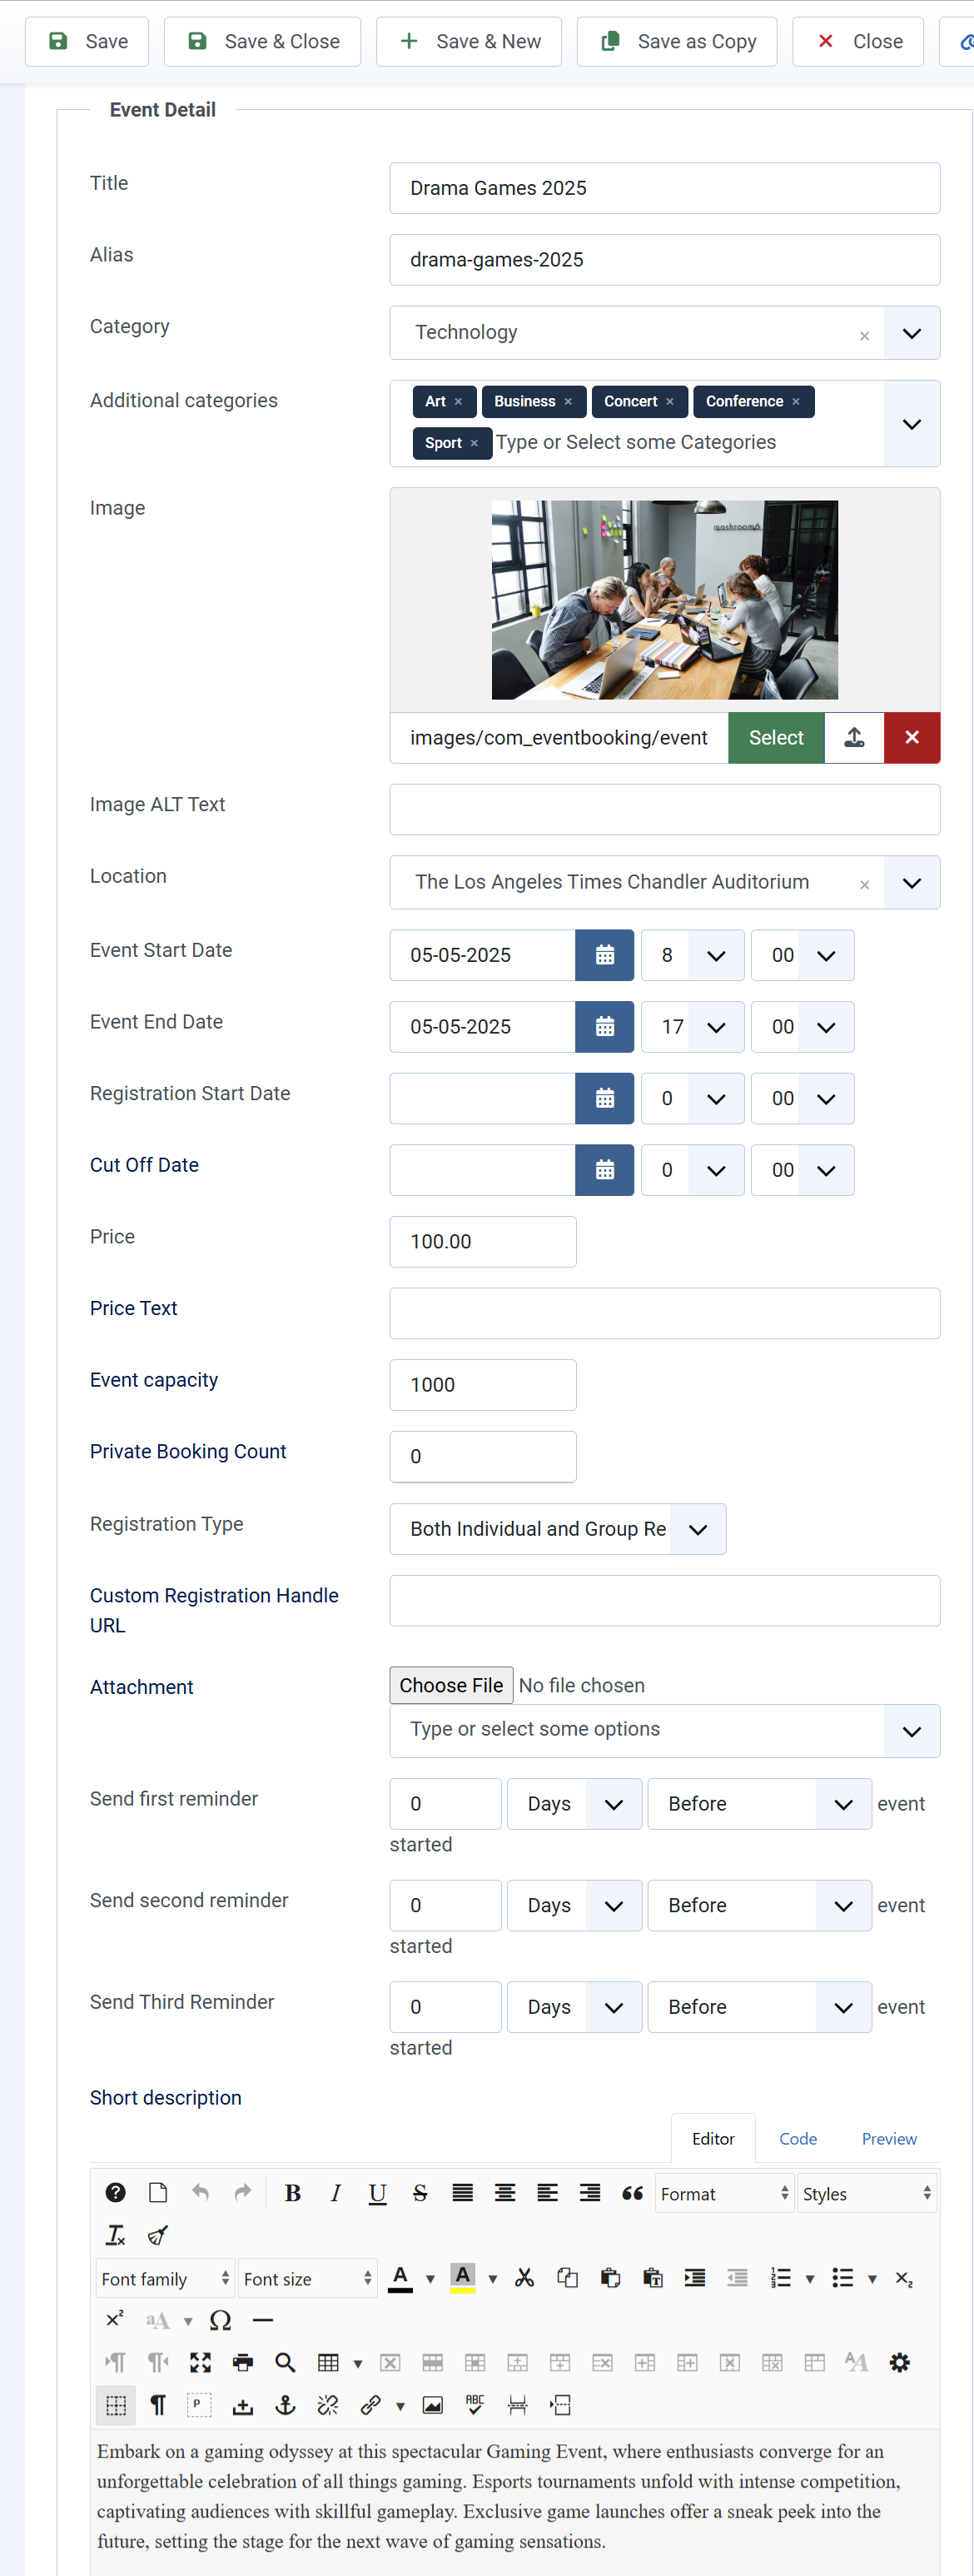 Save
Save & Close
Save & New
Save as Copy
Close
Event Detail
Title
Drama Games 2025
Alias
drama-games-2025
Category
Technology ×
Additional categories
Art × Business × Concert × Conference ×
Sport × Type or Select some Categories
Image
mashrooms
images/com_eventbooking/event
Select
Image ALT Text
Location
The Los Angeles Times Chandler Auditorium ×
Event Start Date
05-05-2025 8 00
Event End Date
05-05-2025 17 00
Registration Start Date
0 00
Cut Off Date
0 00
Price
100.00
Price Text
Event capacity
1000
Private Booking Count
0
Registration Type
Both Individual and Group Re
Custom Registration Handle
URL
Attachment
Choose File No file chosen
Type or select some options
Send first reminder
0 Days Before event
started
Send second reminder
0 Days Before event
started
Send Third Reminder
0 Days Before event
started
Short description
Editor Code Preview
B I U S Format Styles
Font family Font size
Embark on a gaming odyssey at this spectacular Gaming Event, where enthusiasts converge for an
unforgettable celebration of all things gaming. Esports tournaments unfold with intense competition,
captivating audiences with skillful gameplay. Exclusive game launches offer a sneak peek into the
future, setting the stage for the next wave of gaming sensations.